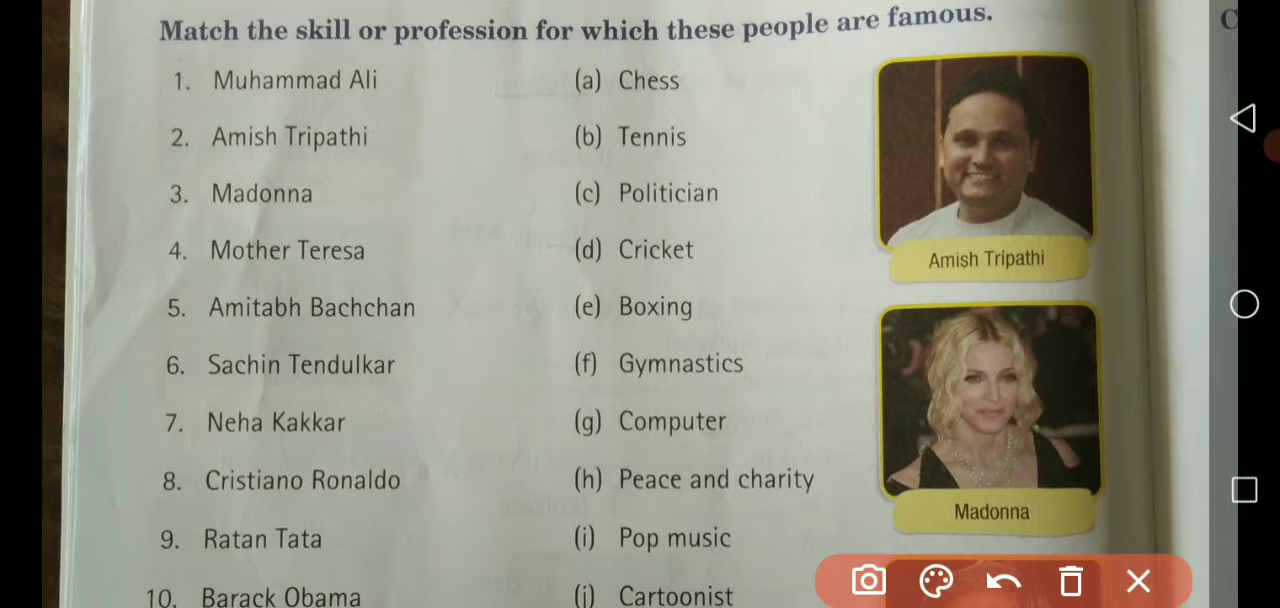 Match the skill or profession for which these people are famous.
1. Muhammad Ali (a) Chess
2. Amish Tripathi (b) Tennis
3. Madonna (c) Politician
4. Mother Teresa (d) Cricket
5. Amitabh Bachchan (e) Boxing
6. Sachin Tendulkar (f) Gymnastics
7. Neha Kakkar (g) Computer
8. Cristiano Ronaldo (h) Peace and charity
9. Ratan Tata (i) Pop music
10. Barack Obama (j) Cartoonist
Amish Tripathi
Madonna
C